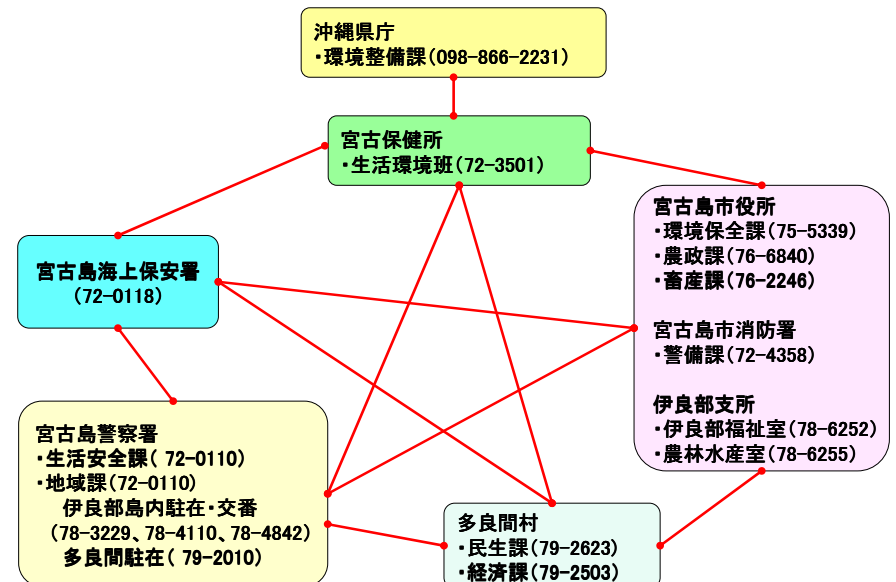 沖縄県庁
・環境整備課(098-866-2231)
宮古保健所
・生活環境班(72-3501)
宮古島海上保安署
(72-0118)
宮古島市役所
・環境保全課(75-5339)
・農政課(76-6840)
・畜産課(76-2246)
宮古島市消防署
・警備課(72-4358)
伊良部支所
・伊良部福祉室(78-6252)
・農林水産室(78-6255)
宮古島警察署
・生活安全課( 72-0110)
・地域課(72-0110)
伊良部島内駐在・交番
(78-3229、78-4110、78-4842)
多良間駐在( 79-2010)
多良間村
・民生課(79-2623)
・経済課(79-2503)